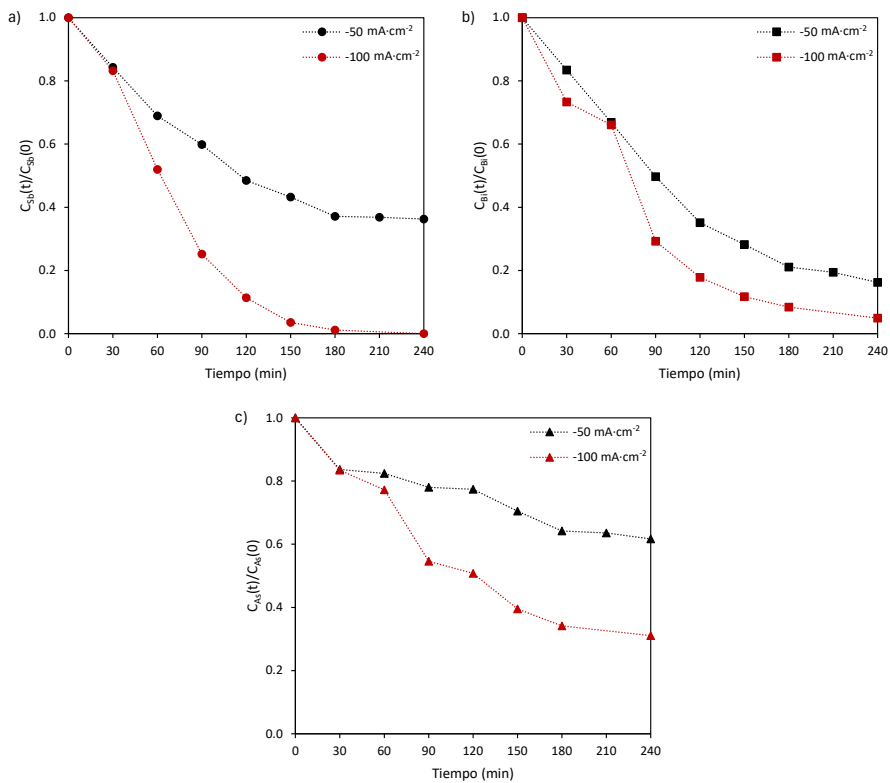 a)
1.0
0.8
0.6
0.4
0.2
0.0
C_Sb(t)/C_Sb(0)
-50 mA·cm⁻²
-100 mA·cm⁻²
0 30 60 90 120 150 180 210 240
Tiempo (min)
b)
1.0
0.8
0.6
0.4
0.2
0.0
C_Bi(t)/C_Bi(0)
-50 mA·cm⁻²
-100 mA·cm⁻²
0 30 60 90 120 150 180 210 240
Tiempo (min)
c)
1.0
0.8
0.6
0.4
0.2
0.0
C_As(t)/C_As(0)
-50 mA·cm⁻²
-100 mA·cm⁻²
0 30 60 90 120 150 180 210 240
Tiempo (min)